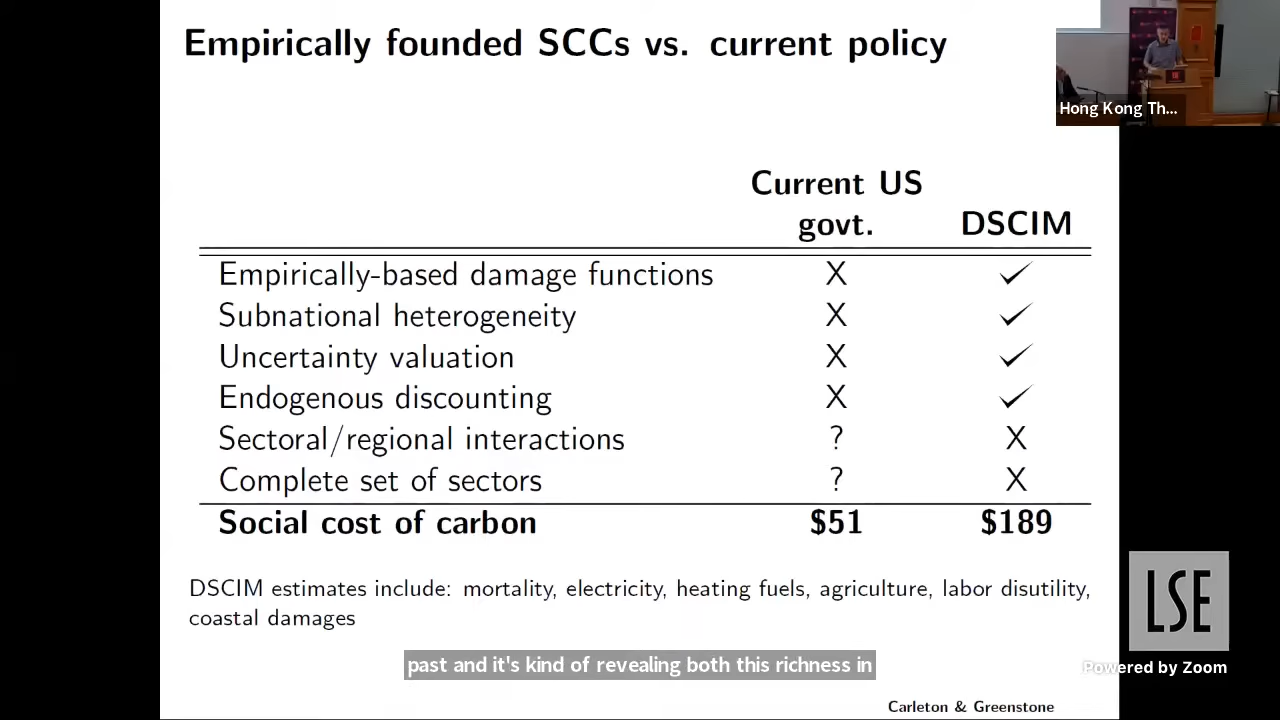 Empirically founded SCCs vs. current policy
Hong Kong Th...
Current US
govt. DSCIM
Empirically-based damage functions X ✓
Subnational heterogeneity X ✓
Uncertainty valuation X ✓
Endogenous discounting X ✓
Sectoral/regional interactions ? X
Complete set of sectors ? X
Social cost of carbon $51 $189
DSCIM estimates include: mortality, electricity, heating fuels, agriculture, labor disutility,
coastal damages
LSE
past and it's kind of revealing both this richness in
Powered by Zoom
Carleton & Greenstone